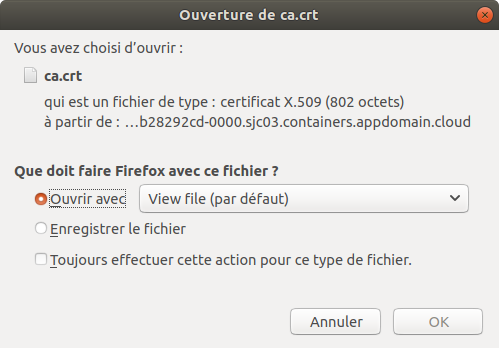 Ouverture de ca.crt
Vous avez choisi d'ouvrir :
ca.crt
qui est un fichier de type : certificat X.509 (802 octets)
à partir de : …b28292cd-0000.sjc03.containers.appdomain.cloud
Que doit faire Firefox avec ce fichier ?
Ouvrir avec View file (par défaut)
Enregistrer le fichier
Toujours effectuer cette action pour ce type de fichier.
Annuler OK